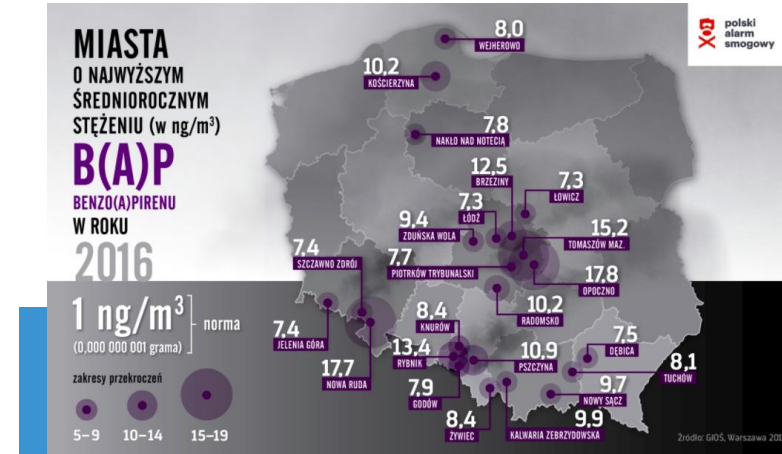 MIASTA
O NAJWYŻSZYM
ŚREDNIOROCZNYM
STĘŻENIU (w ng/m³)
B(A)P
BENZO(A)PIRENU
W ROKU
2016
1 ng/m³
norma
(0,000 000 001 grama)
zakresy przekroczeń
5–9
10–14
15–19
polski
alarm
smogowy
8,0
WEJHEROWO
10,2
KOŚCIERZYNA
7,8
NAKŁO NAD NOTECIĄ
12,5
BRZEZINY
7,3
ŁOWICZ
7,3
ŁÓDŹ
9,4
ZDUŃSKA WOLA
15,2
TOMASZÓW MAZ.
7,4
SZCZAWNO ZDRÓJ
7,7
PIOTRKÓW TRYBUNALSKI
17,8
OPOCZNO
10,2
RADOMSKO
8,4
KNURÓW
7,4
JELENIA GÓRA
13,4
RYBNIK
10,9
PSZCZYNA
7,5
DĘBICA
8,1
TUCHÓW
17,7
NOWA RUDA
7,9
GODÓW
9,7
NOWY SĄCZ
8,4
ŻYWIEC
9,9
KALWARIA ZEBRZYDOWSKA
Źródło: GIOŚ, Warszawa 201